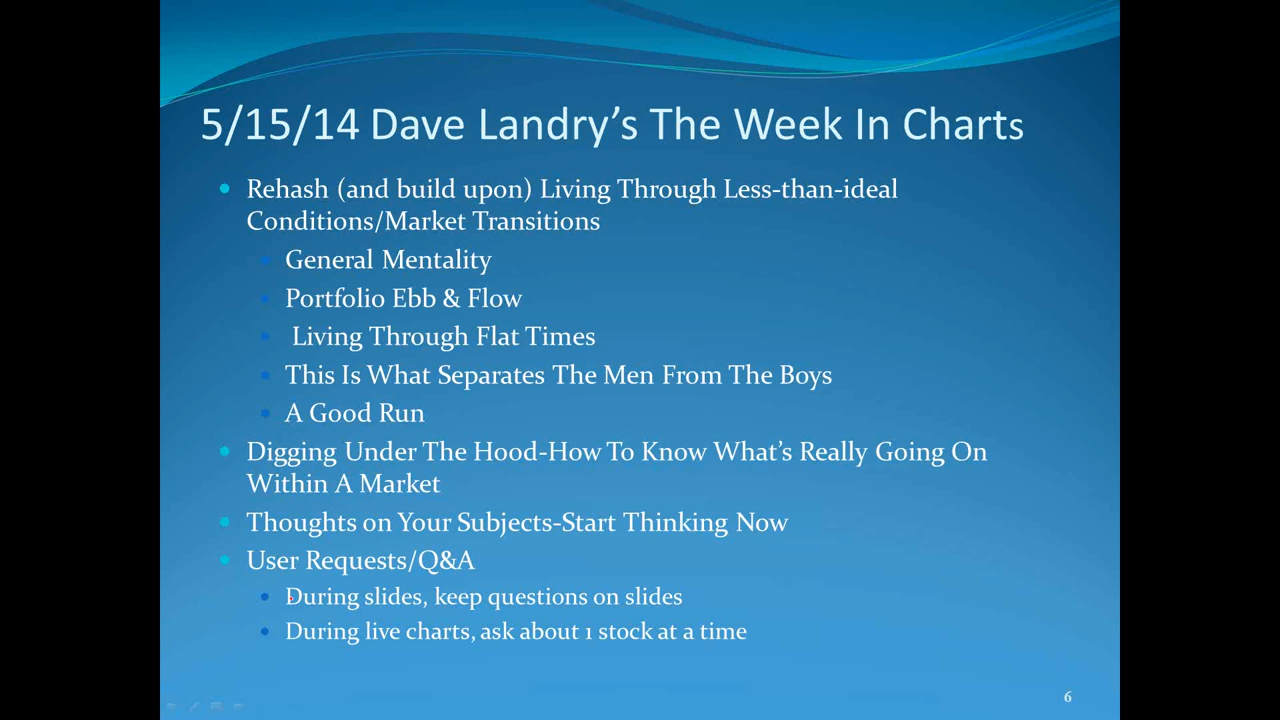 5/15/14 Dave Landry’s The Week In Charts
Rehash (and build upon) Living Through Less-than-ideal
Conditions/Market Transitions
General Mentality
Portfolio Ebb & Flow
Living Through Flat Times
This Is What Separates The Men From The Boys
A Good Run
Digging Under The Hood-How To Know What’s Really Going On
Within A Market
Thoughts on Your Subjects-Start Thinking Now
User Requests/Q&A
During slides, keep questions on slides
During live charts, ask about 1 stock at a time
6